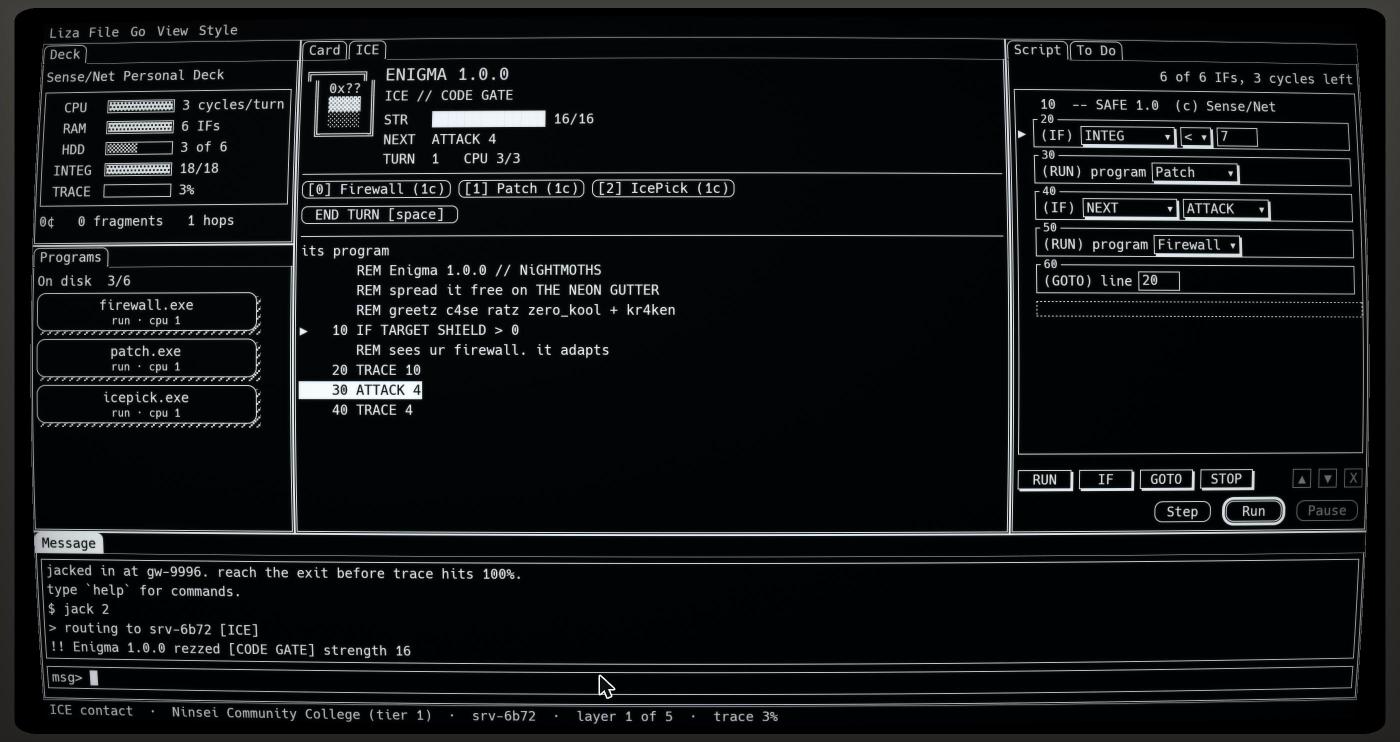 Liza File Go View Style
Deck
Sense/Net Personal Deck
CPU 3 cycles/turn
RAM 6 IFs
HDD 3 of 6
INTEG 18/18
TRACE 3%
0¢ 0 fragments 1 hops
Programs
On disk 3/6
firewall.exe
run · cpu 1
patch.exe
run · cpu 1
icepick.exe
run · cpu 1
Card ICE
0x??
ENIGMA 1.0.0
ICE // CODE GATE
STR 16/16
NEXT ATTACK 4
TURN 1 CPU 3/3
[0] Firewall (1c) [1] Patch (1c) [2] IcePick (1c)
END TURN [space]
its program
REM Enigma 1.0.0 // NiGHTMOTHS
REM spread it free on THE NEON GUTTER
REM greetz c4se ratz zero_kool + kr4ken
▶ 10 IF TARGET SHIELD > 0
REM sees ur firewall. it adapts
20 TRACE 10
30 ATTACK 4
40 TRACE 4
Script To Do
6 of 6 IFs, 3 cycles left
10 -- SAFE 1.0 (c) Sense/Net
20
▶ (IF) INTEG ▾ < ▾ 7
30
(RUN) program Patch ▾
40
(IF) NEXT ▾ ATTACK ▾
50
(RUN) program Firewall ▾
60
(GOTO) line 20
RUN IF GOTO STOP ▲ ▼ X
Step Run Pause
Message
jacked in at gw-9996. reach the exit before trace hits 100%.
type `help` for commands.
$ jack 2
> routing to srv-6b72 [ICE]
!! Enigma 1.0.0 rezzed [CODE GATE] strength 16
msg>
ICE contact · Ninsei Community College (tier 1) · srv-6b72 · layer 1 of 5 · trace 3%